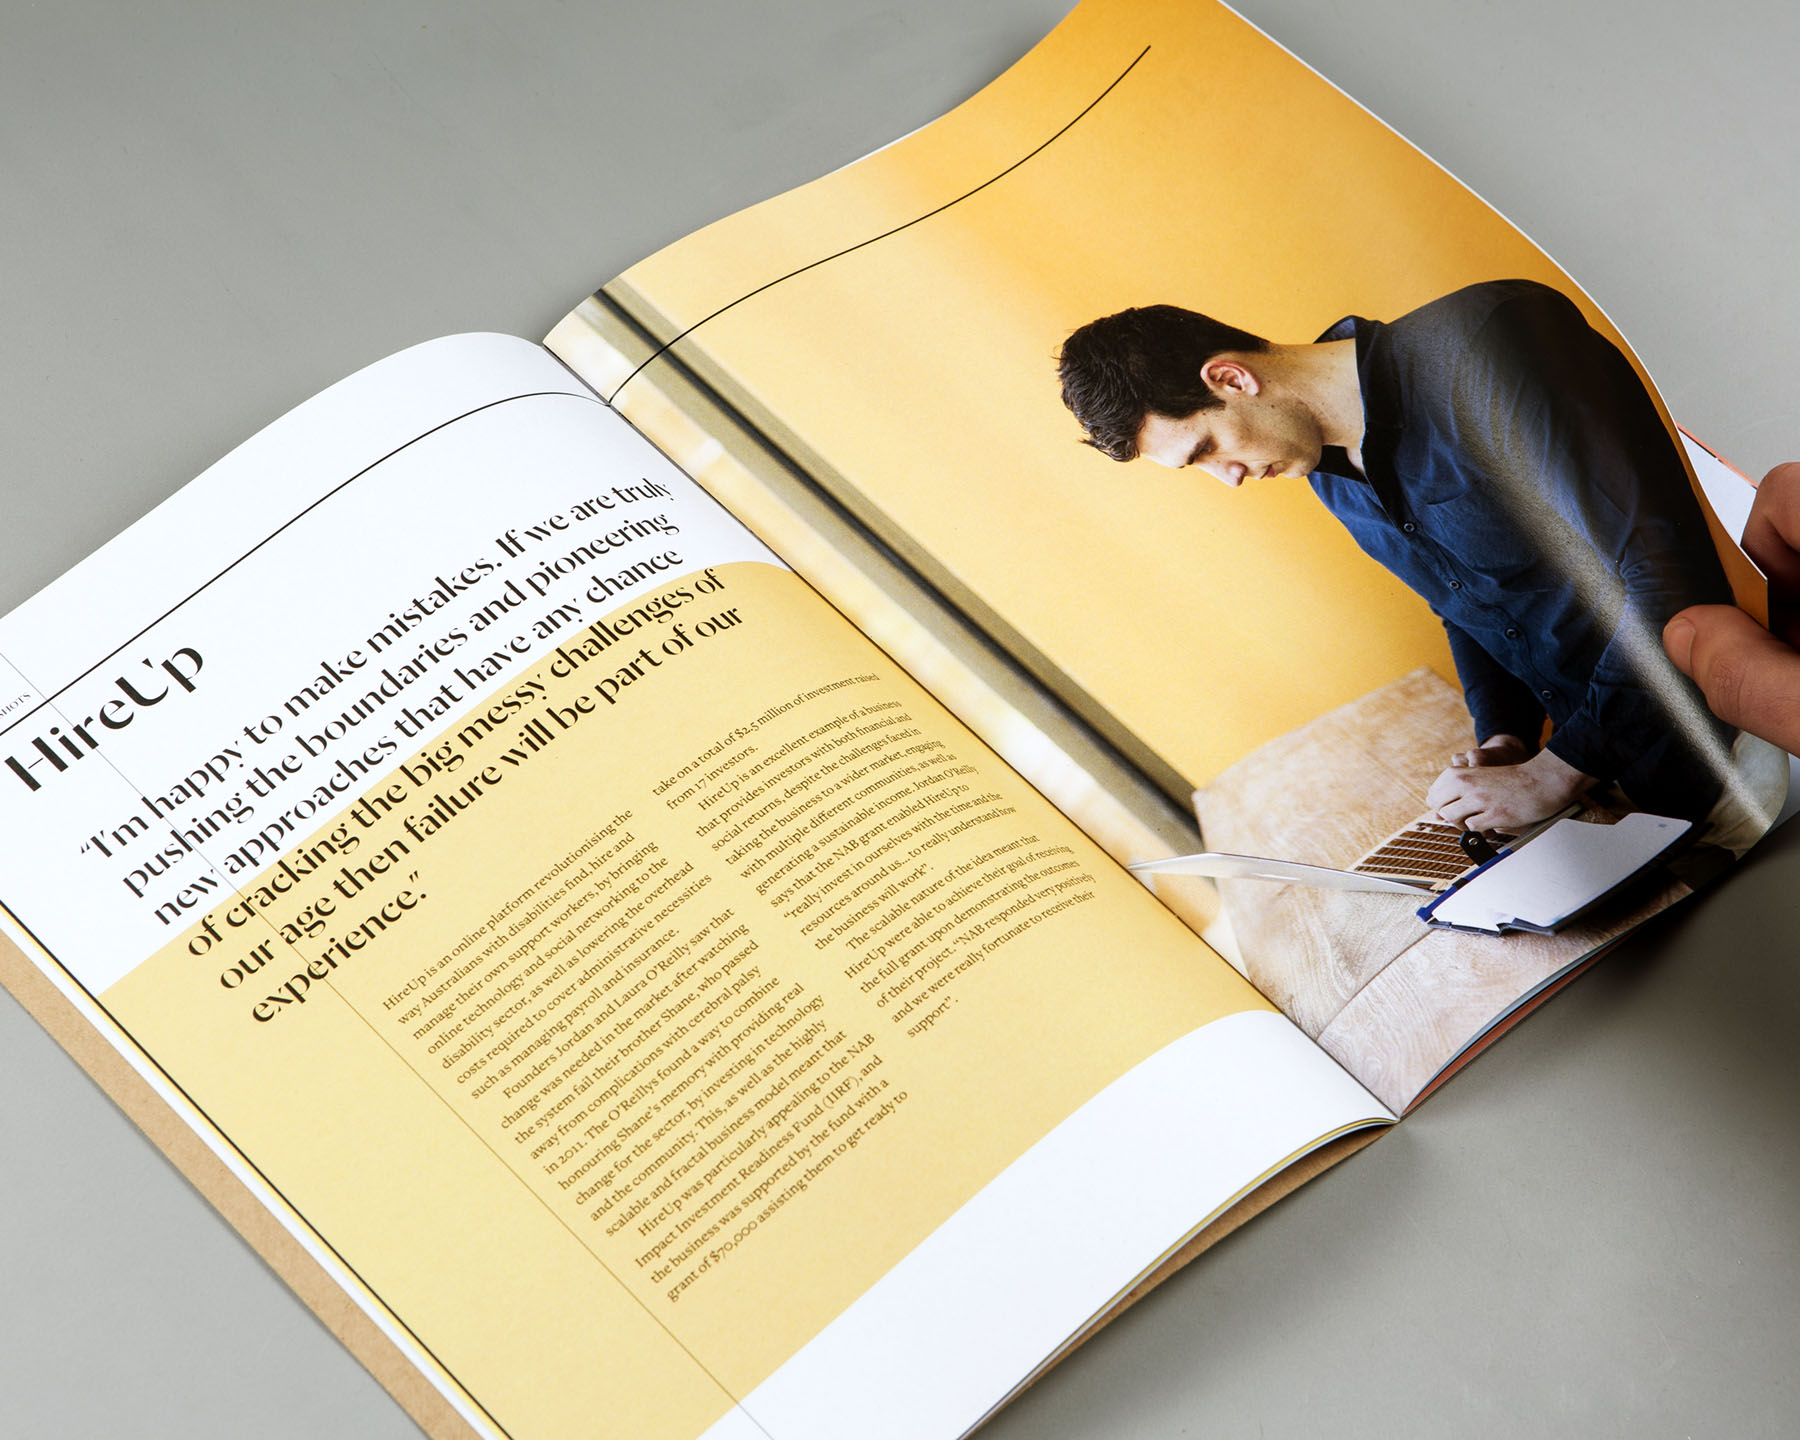 HireUp
“I'm happy to make mistakes. If we are truly
pushing the boundaries and pioneering
new approaches that have any chance
of cracking the big messy challenges of
our age then failure will be part of our
experience.”
HireUp is an online platform revolutionising the
way Australians with disabilities find, hire and
manage their own support workers, by bringing
online technology and social networking to the
disability sector, as well as lowering the overhead
costs required to cover administrative necessities
such as managing payroll and insurance.
Founders Jordan and Laura O'Reilly saw that
change was needed in the market after watching
the system fail their brother Shane, who passed
away from complications with cerebral palsy
in 2011. The O'Reillys found a way to combine
honouring Shane's memory with providing real
change for the sector, by investing in technology
and the community. This, as well as the highly
scalable and fractal business model meant that
HireUp was particularly appealing to the NAB
Impact Investment Readiness Fund (IIRF), and
the business was supported by the fund with a
grant of $70,000 assisting them to get ready to
take on a total of $2.5 million of investment raised
from 17 investors.
HireUp is an excellent example of a business
that provides investors with both financial and
social returns, despite the challenges faced in
taking the business to a wider market, engaging
with multiple different communities, as well as
generating a sustainable income. Jordan O'Reilly
says that the NAB grant enabled HireUp to
“really invest in ourselves with the time and the
resources around us... to really understand how
the business will work”.
The scalable nature of the idea meant that
HireUp were able to achieve their goal of receiving
the full grant upon demonstrating the outcomes
of their project. “NAB responded very positively
and we were really fortunate to receive their
support”.